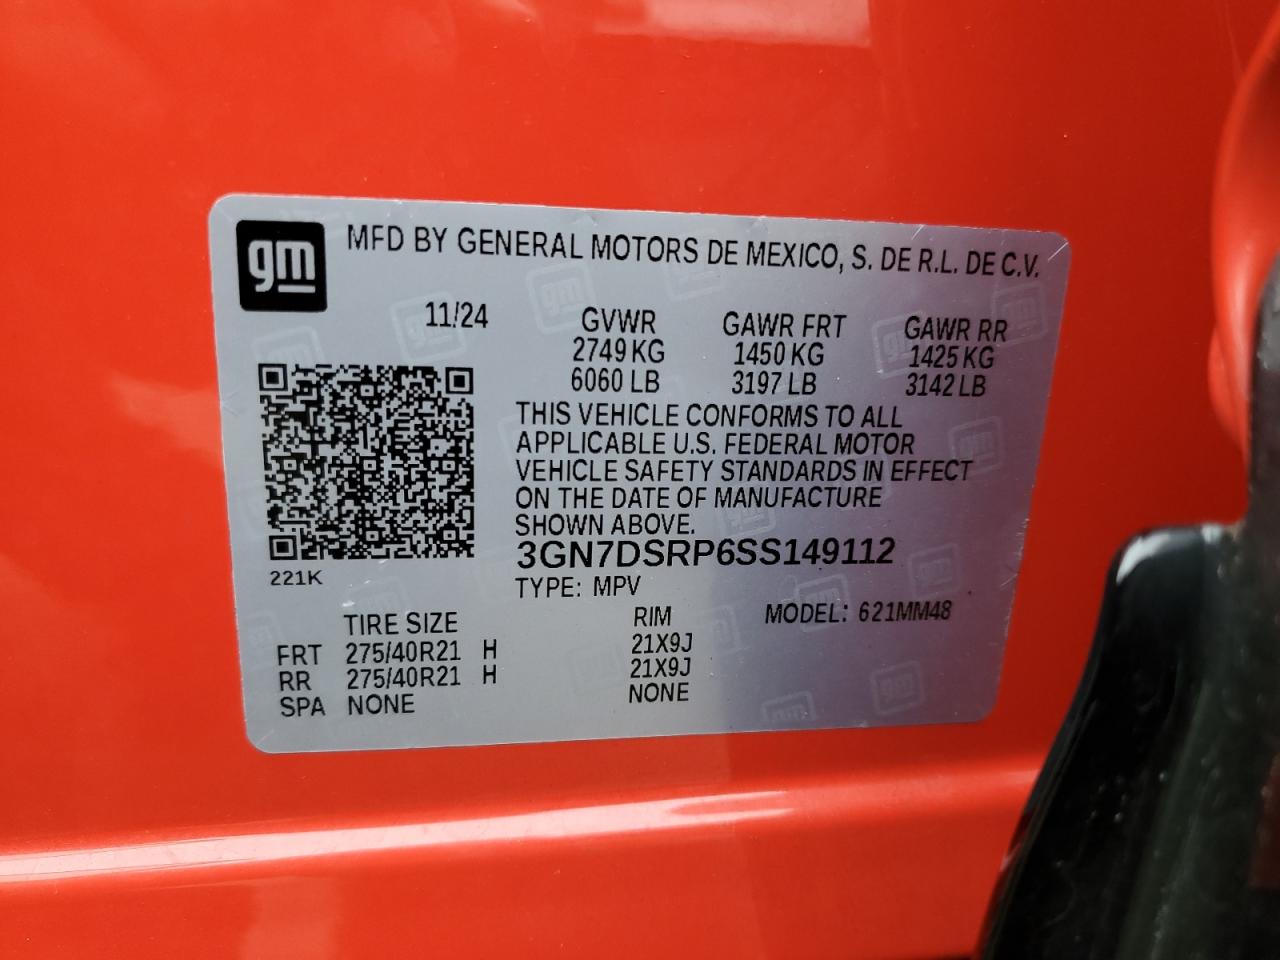 gm MFD BY GENERAL MOTORS DE MEXICO, S. DE R.L. DE C.V.
11/24 GVWR GAWR FRT GAWR RR
2749 KG 1450 KG 1425 KG
6060 LB 3197 LB 3142 LB
THIS VEHICLE CONFORMS TO ALL
APPLICABLE U.S. FEDERAL MOTOR
VEHICLE SAFETY STANDARDS IN EFFECT
ON THE DATE OF MANUFACTURE
SHOWN ABOVE.
3GN7DSRP6SS149112
221K
TYPE: MPV
MODEL: 621MM48
TIRE SIZE RIM
FRT 275/40R21 H 21X9J
RR 275/40R21 H 21X9J
SPA NONE NONE